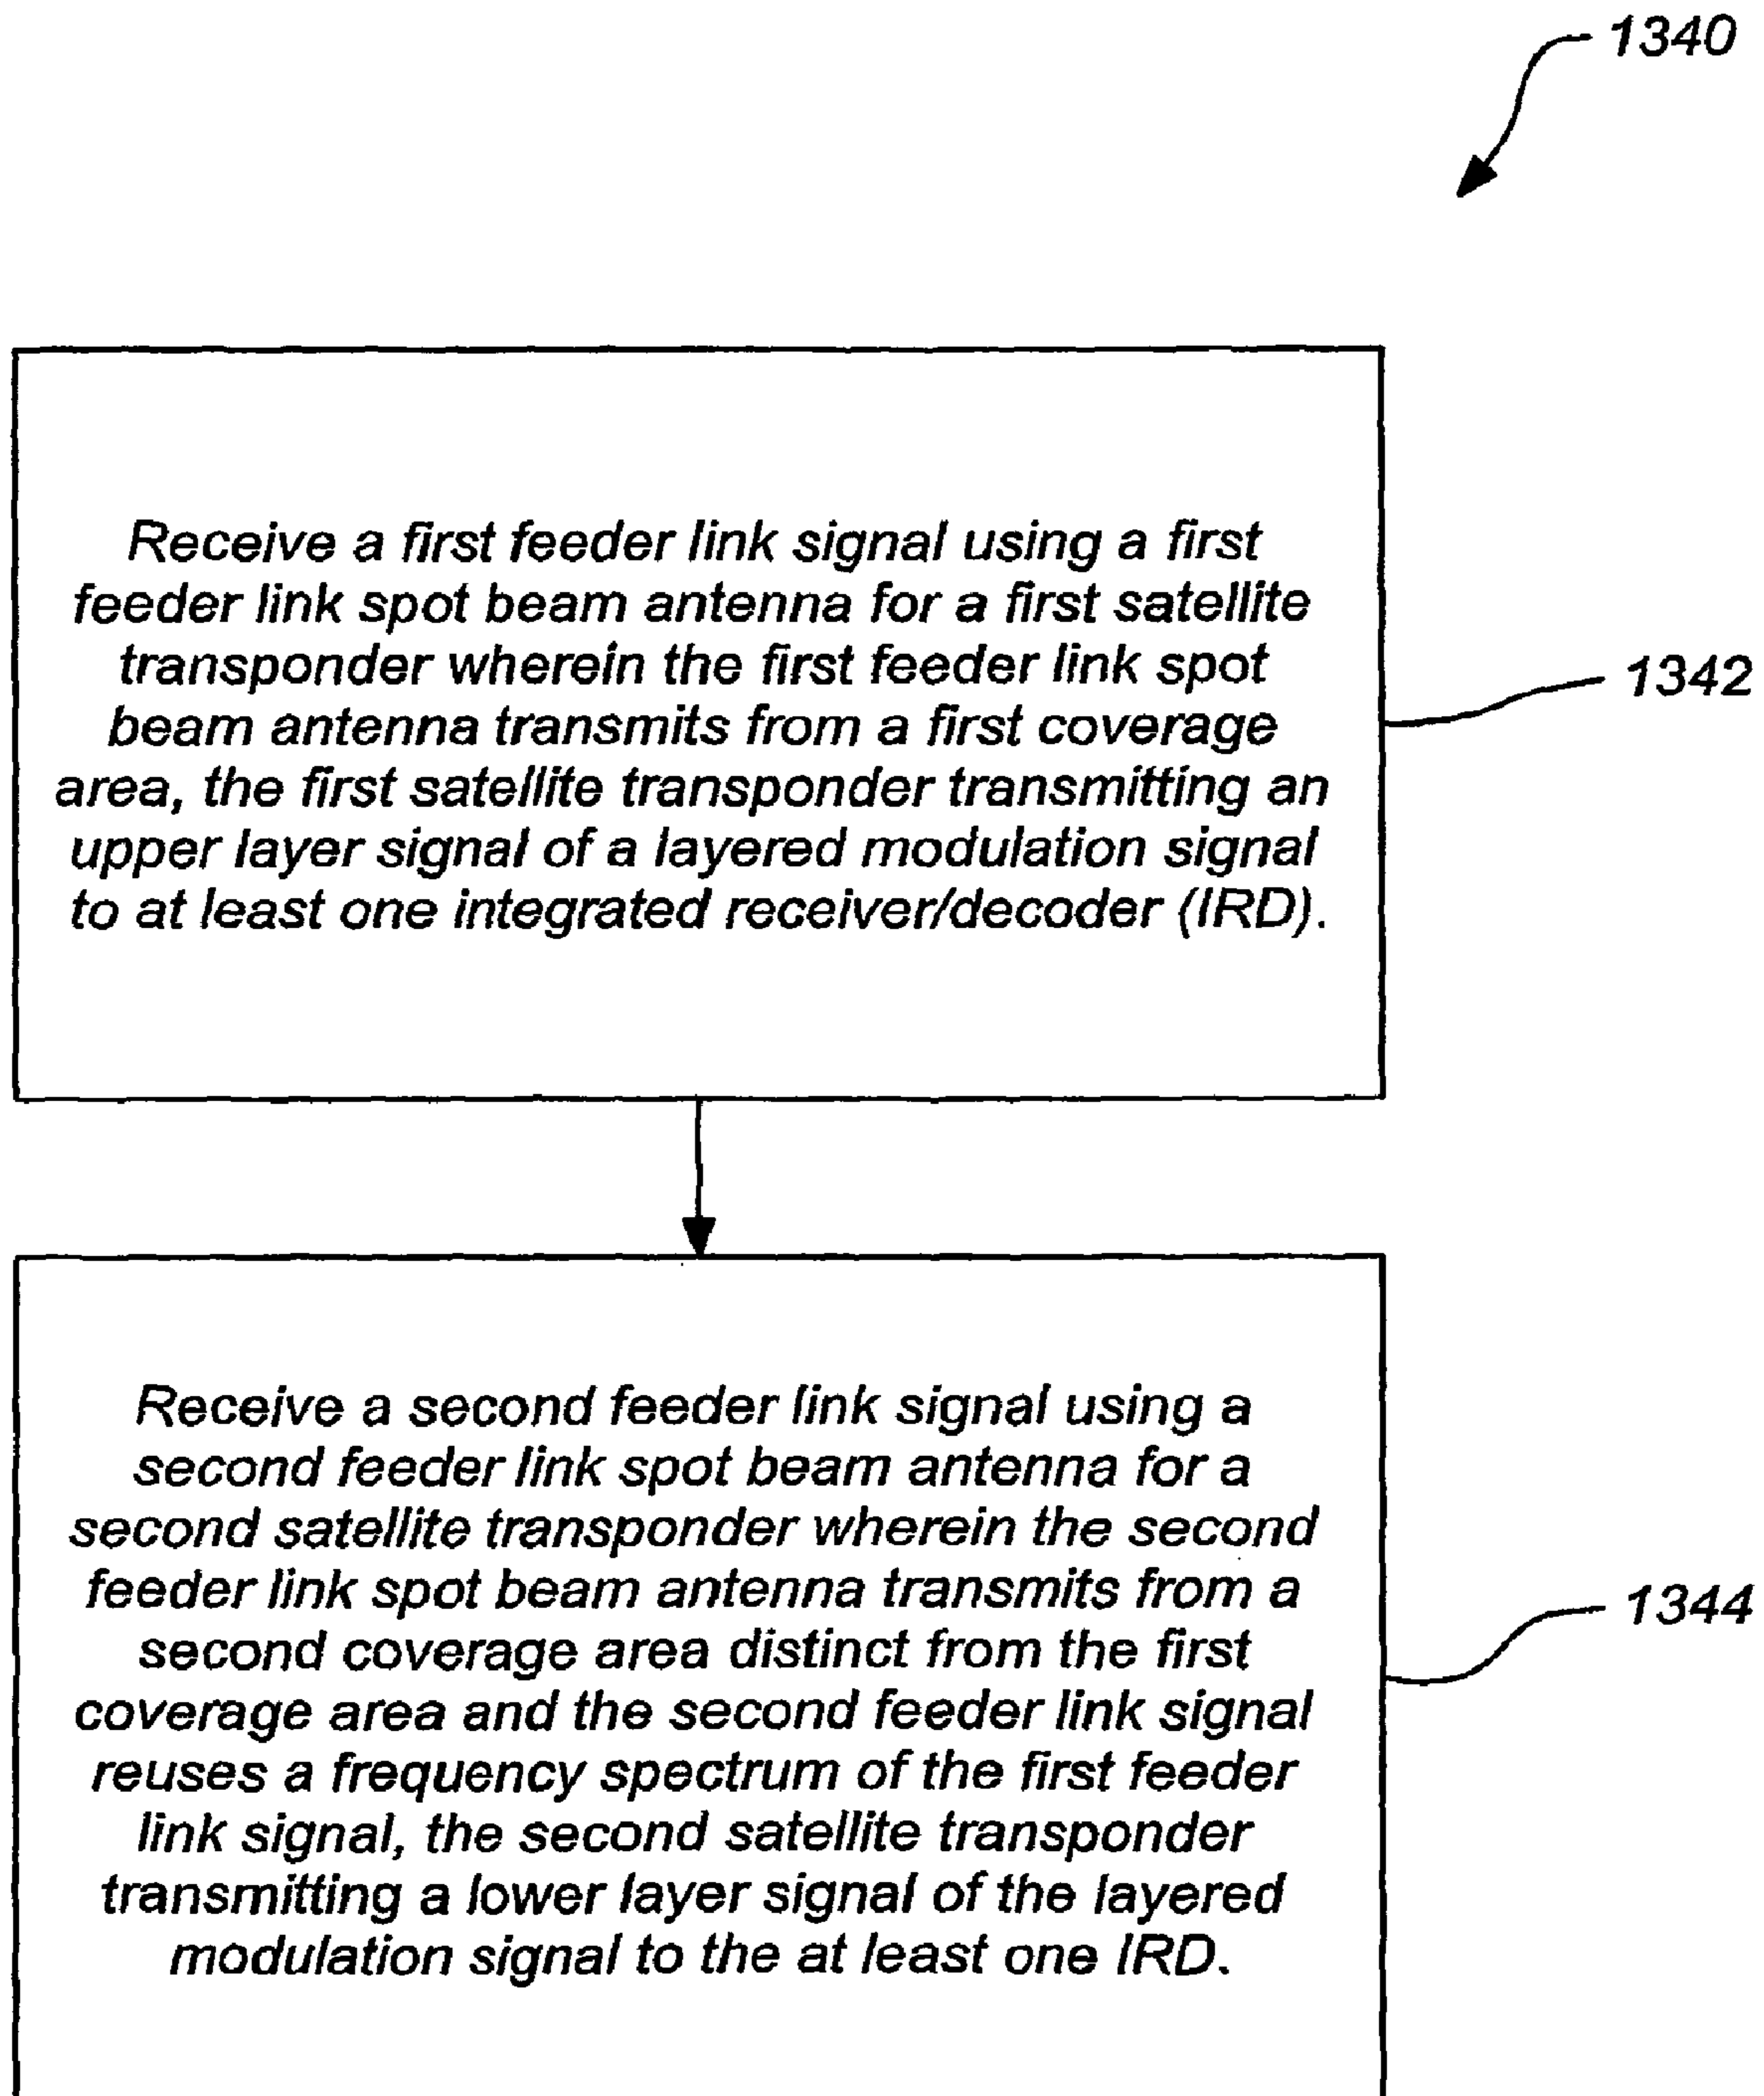 1340
Receive a first feeder link signal using a first
feeder link spot beam antenna for a first satellite
transponder wherein the first feeder link spot
beam antenna transmits from a first coverage
area, the first satellite transponder transmitting an
upper layer signal of a layered modulation signal
to at least one integrated receiver/decoder (IRD).
1342
Receive a second feeder link signal using a
second feeder link spot beam antenna for a
second satellite transponder wherein the second
feeder link spot beam antenna transmits from a
second coverage area distinct from the first
coverage area and the second feeder link signal
reuses a frequency spectrum of the first feeder
link signal, the second satellite transponder
transmitting a lower layer signal of the layered
modulation signal to the at least one IRD.
1344